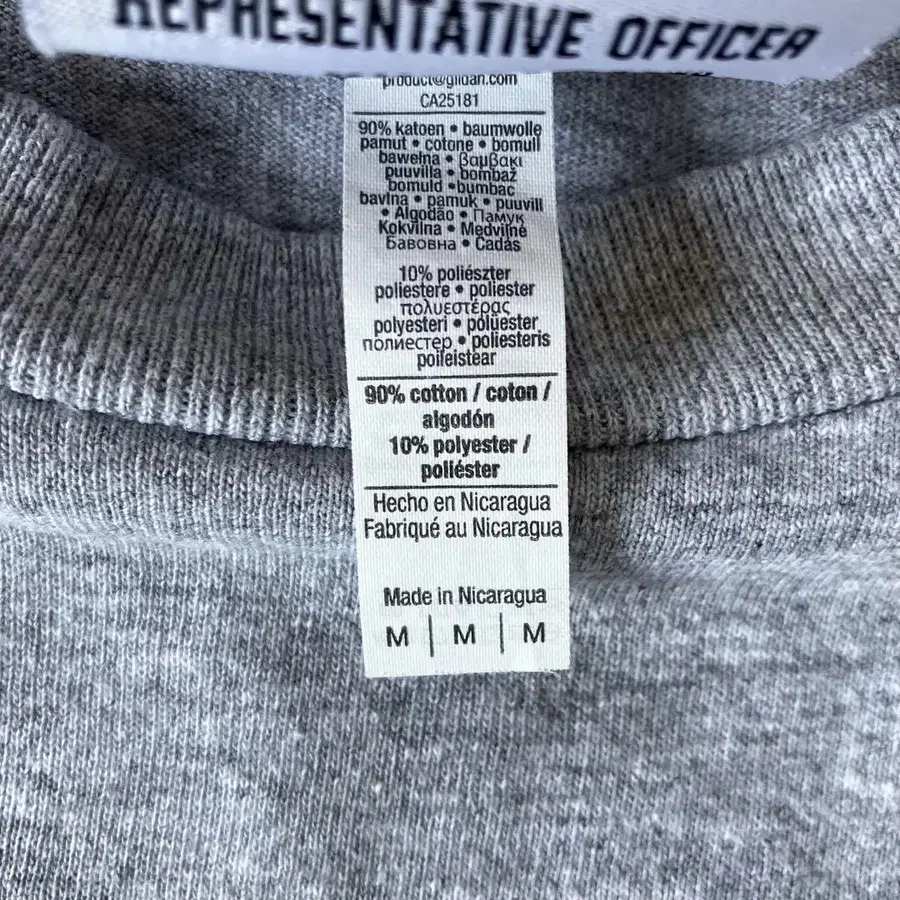 REPRESENTATIVE OFFICER
product@gildan.com
CA25181
90% katoen • baumwolle
pamut • cotone • bomull
bawełna • βαμβακι
puuvilla • bombaž
bomuld •bumbac
bavlna • pamuk • puuvill
• Algodão • Памук
Kokvilna • Medvilnė
Бавовна • Cadás
10% poliészter
poliestere • poliester
πολυεστέρας
polyesteri • polüester
полиестер • poliesteris
poileistear
90% cotton / coton /
algodón
10% polyester /
poliéster
Hecho en Nicaragua
Fabriqué au Nicaragua
Made in Nicaragua
M | M | M